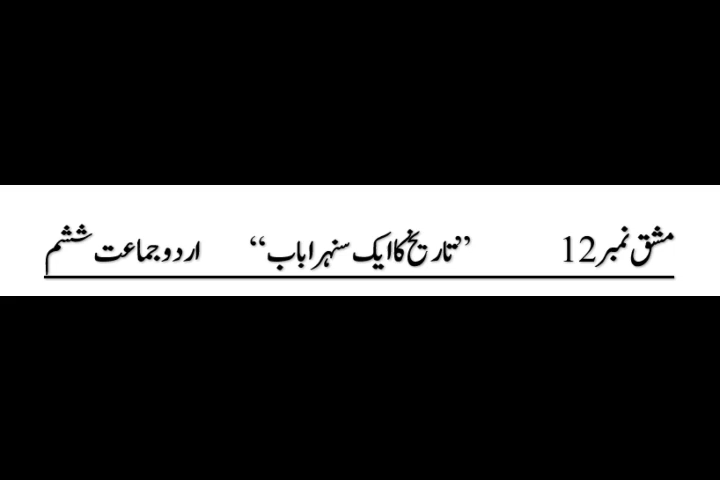 مشق نمبر12 ”تاریخ کا ایک سنہرا باب“ اردو جماعت ششم